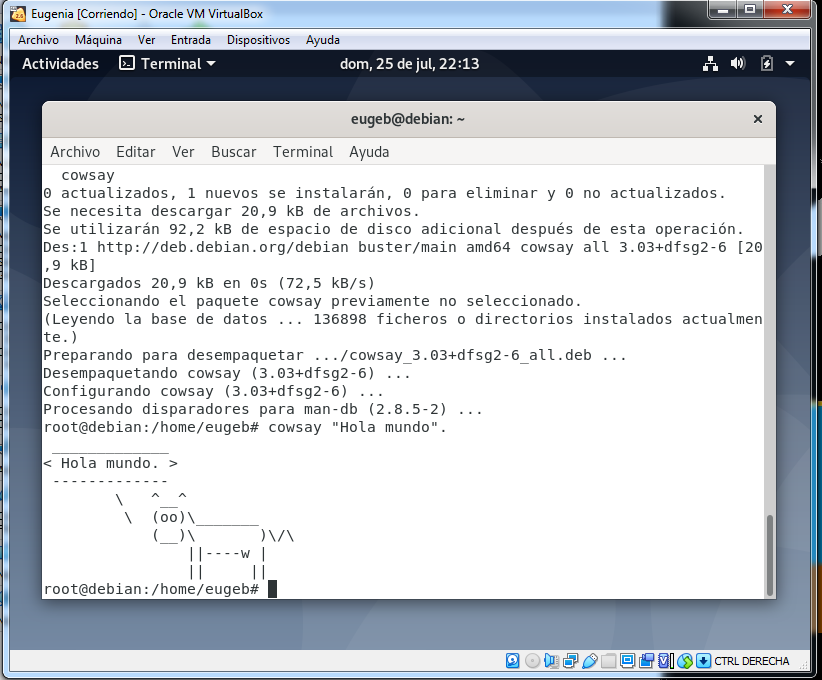 Eugenia [Corriendo] - Oracle VM VirtualBox
Archivo Máquina Ver Entrada Dispositivos Ayuda
Actividades Terminal dom, 25 de jul, 22:13
eugeb@debian: ~
Archivo Editar Ver Buscar Terminal Ayuda
  cowsay
0 actualizados, 1 nuevos se instalarán, 0 para eliminar y 0 no actualizados.
Se necesita descargar 20,9 kB de archivos.
Se utilizarán 92,2 kB de espacio de disco adicional después de esta operación.
Des:1 http://deb.debian.org/debian buster/main amd64 cowsay all 3.03+dfsg2-6 [20
,9 kB]
Descargados 20,9 kB en 0s (72,5 kB/s)
Seleccionando el paquete cowsay previamente no seleccionado.
(Leyendo la base de datos ... 136898 ficheros o directorios instalados actualmen
te.)
Preparando para desempaquetar .../cowsay_3.03+dfsg2-6_all.deb ...
Desempaquetando cowsay (3.03+dfsg2-6) ...
Configurando cowsay (3.03+dfsg2-6) ...
Procesando disparadores para man-db (2.8.5-2) ...
root@debian:/home/eugeb# cowsay "Hola mundo".
 _____________
< Hola mundo. >
 -------------
        \   ^__^
         \  (oo)\_______
            (__)\       )\/\
                ||----w |
                ||     ||
root@debian:/home/eugeb#
CTRL DERECHA